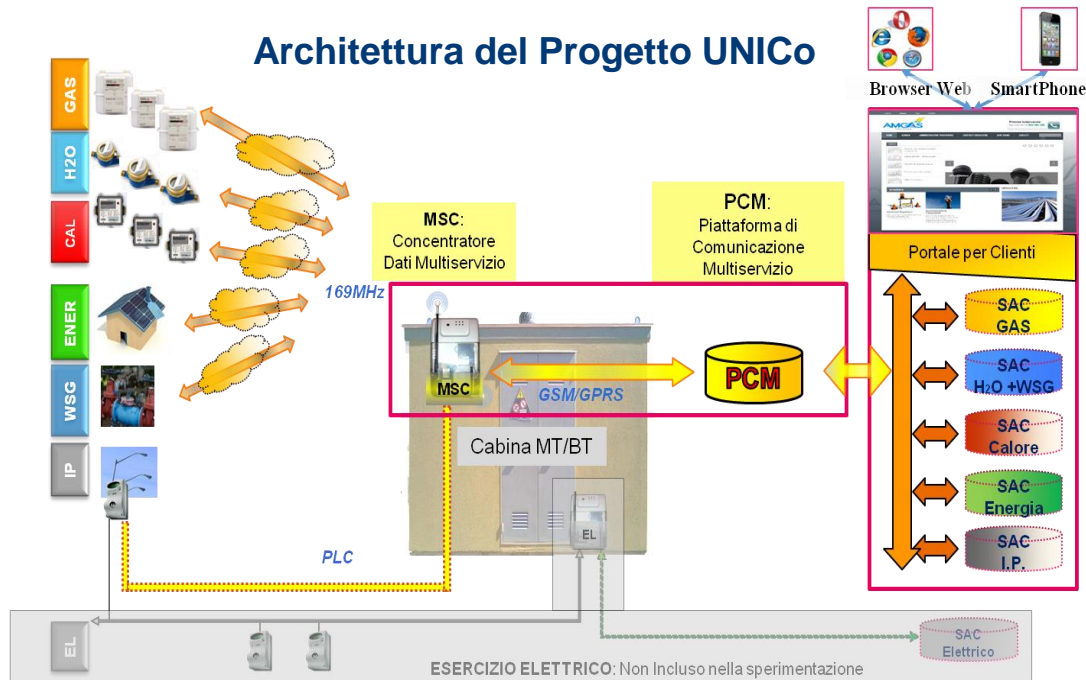 Architettura del Progetto UNICo
Browser Web
SmartPhone
GAS
H2O
CAL
ENER
WSG
IP
EL
AMGAS
MSC:
Concentratore
Dati Multiservizio
PCM:
Piattaforma di
Comunicazione
Multiservizio
Portale per Clienti
169MHz
MSC
GSM/GPRS
PCM
Cabina MT/BT
EL
PLC
SAC
GAS
SAC
H2O +WSG
SAC
Calore
SAC
Energia
SAC
I.P.
SAC
Elettrico
ESERCIZIO ELETTRICO: Non Incluso nella sperimentazione